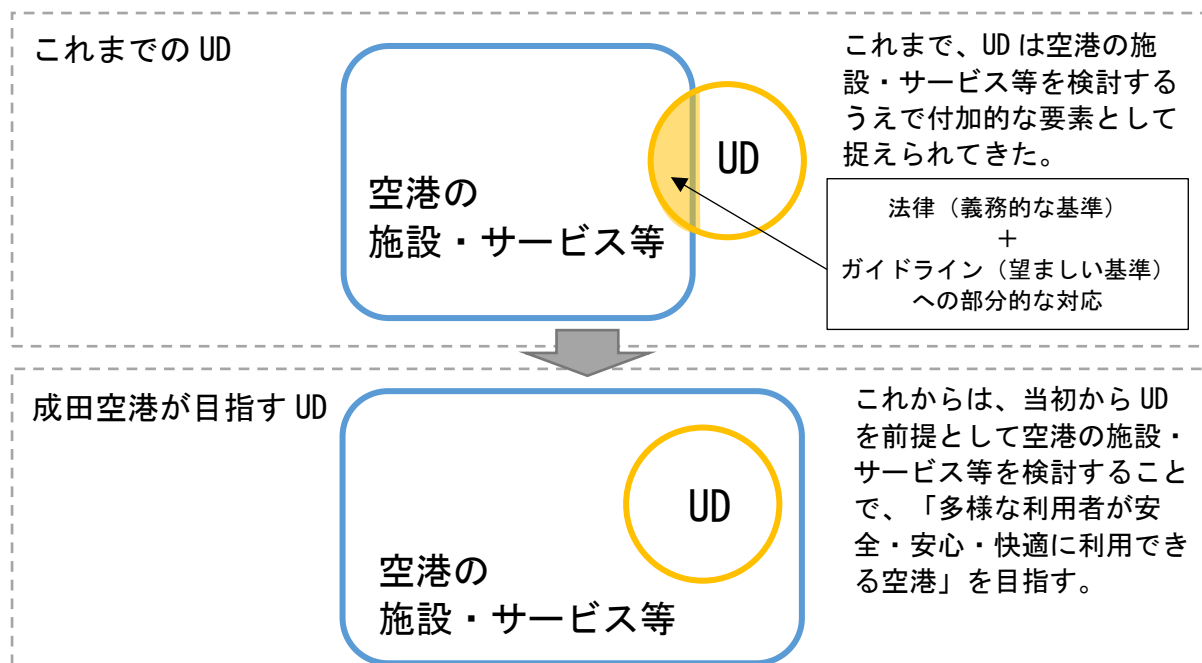 これまでの UD
空港の
施設・サービス等
UD
これまで、UD は空港の施
設・サービス等を検討する
うえで付加的な要素として
捉えられてきた。
法律（義務的な基準）
＋
ガイドライン（望ましい基準）
への部分的な対応
成田空港が目指す UD
UD
空港の
施設・サービス等
これからは、当初から UD
を前提として空港の施設・
サービス等を検討すること
で、「多様な利用者が安
全・安心・快適に利用でき
る空港」を目指す。